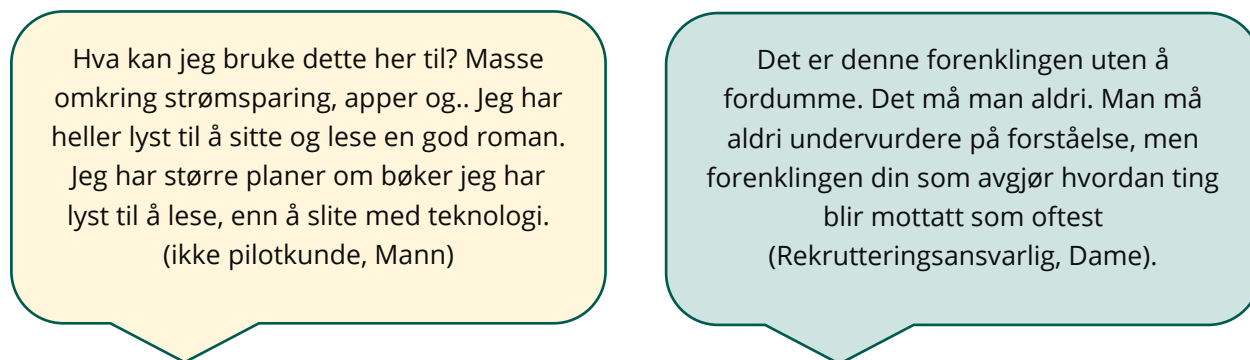 Hva kan jeg bruke dette her til? Masse
omkring strømsparing, apper og.. Jeg har
heller lyst til å sitte og lese en god roman.
Jeg har større planer om bøker jeg har
lyst til å lese, enn å slite med teknologi.
(ikke pilotkunde, Mann)
Det er denne forenklingen uten å
fordumme. Det må man aldri. Man må
aldri undervurdere på forståelse, men
forenklingen din som avgjør hvordan ting
blir mottatt som oftest
(Rekrutteringsansvarlig, Dame).